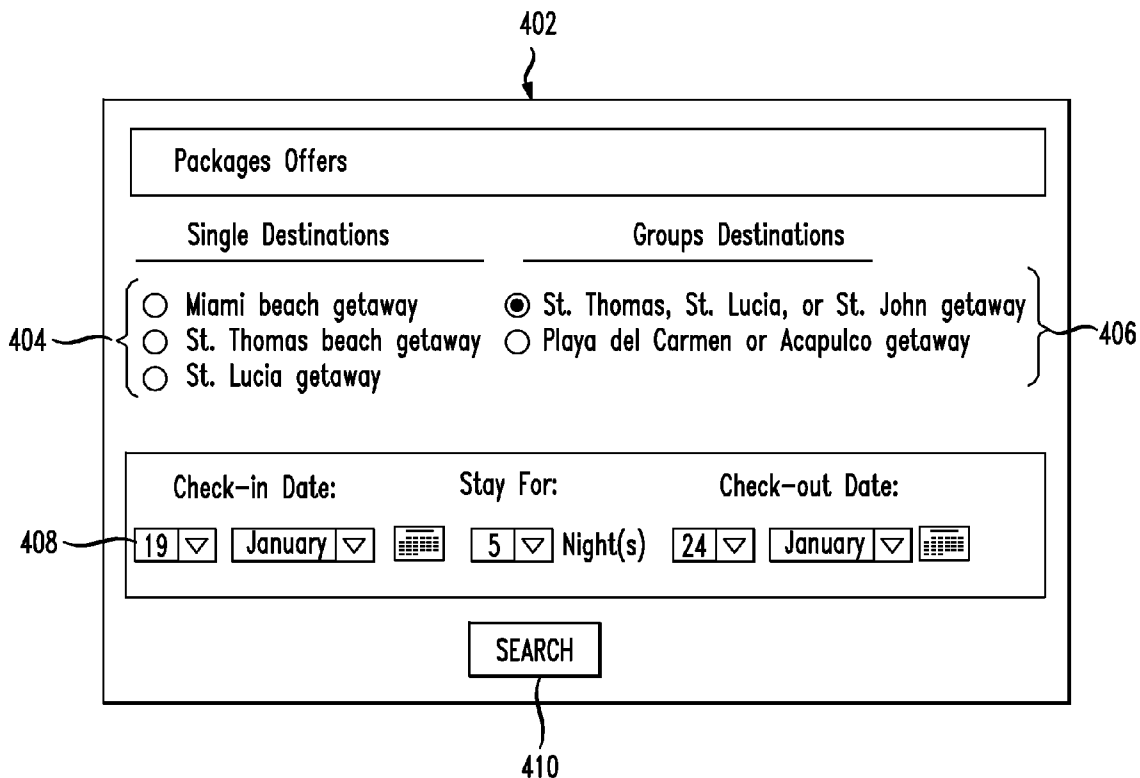 402
Packages Offers
Single Destinations Groups Destinations
Miami beach getaway St. Thomas, St. Lucia, or St. John getaway
404 St. Thomas beach getaway Playa del Carmen or Acapulco getaway 406
St. Lucia getaway
Check-in Date: Stay For: Check-out Date:
408 19 January 5 Night(s) 24 January
SEARCH
410